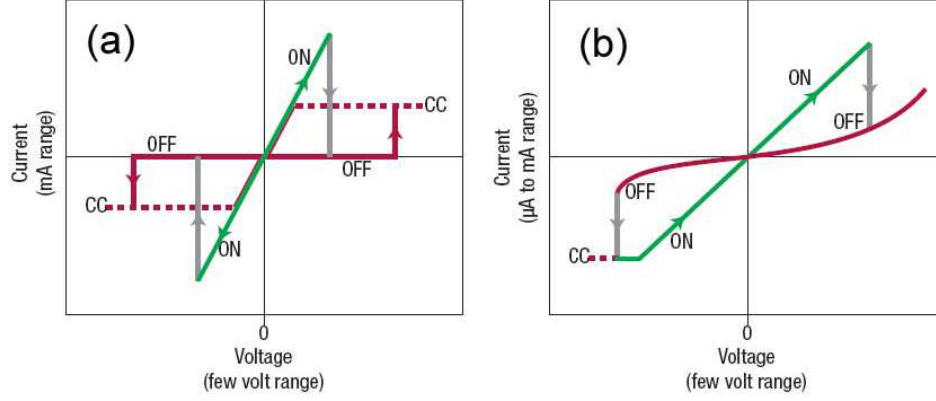 (a)
ON
CC
OFF
OFF
CC
ON
Current
(mA range)
0
Voltage
(few volt range)
(b)
ON
OFF
OFF
ON
CC
Current
(µA to mA range)
0
Voltage
(few volt range)